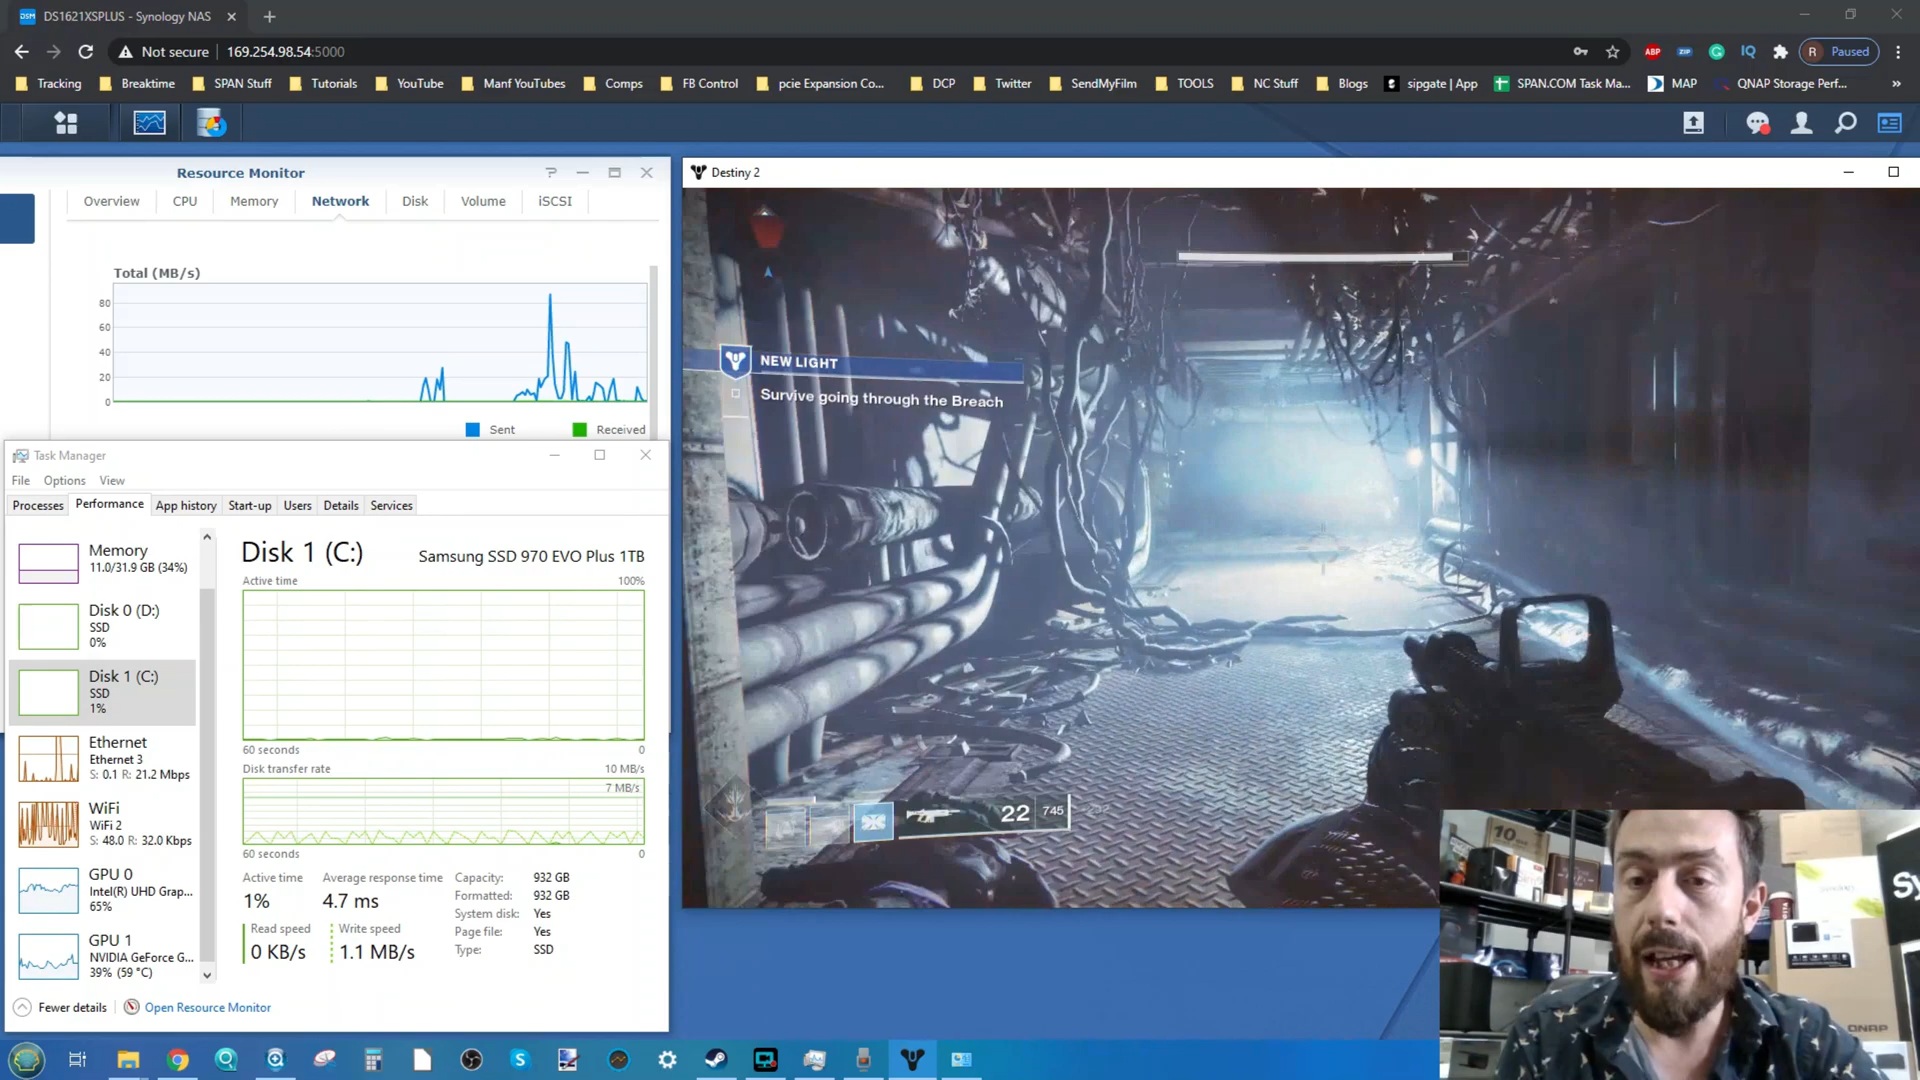 DSM
DS1621XSPLUS - Synology NAS
Not secure
169.254.98.54:5000
ABP
ZIP
IQ
R
Paused
Tracking
Breaktime
SPAN Stuff
Tutorials
YouTube
Manf YouTubes
Comps
FB Control
pcie Expansion Co...
DCP
Twitter
SendMyFilm
TOOLS
NC Stuff
Blogs
sipgate | App
SPAN.COM Task Ma...
MAP
QNAP Storage Perf...
»
Resource Monitor
?
Overview
CPU
Memory
Network
Disk
Volume
iSCSI
Total (MB/s)
80
60
40
20
0
Sent
Received
Destiny 2
NEW LIGHT
Survive going through the Breach
22
745
Task Manager
File
Options
View
Processes
Performance
App history
Start-up
Users
Details
Services
Memory
11.0/31.9 GB (34%)
Disk 0 (D:)
SSD
0%
Disk 1 (C:)
SSD
1%
Ethernet
Ethernet 3
S: 0.1 R: 21.2 Mbps
WiFi
WiFi 2
S: 48.0 R: 32.0 Kbps
GPU 0
Intel(R) UHD Grap...
65%
GPU 1
NVIDIA GeForce G...
39% (59 °C)
Disk 1 (C:)
Samsung SSD 970 EVO Plus 1TB
Active time
100%
60 seconds
0
Disk transfer rate
10 MB/s
7 MB/s
60 seconds
0
Active time
1%
Average response time
4.7 ms
Read speed
0 KB/s
Write speed
1.1 MB/s
Capacity:
932 GB
Formatted:
932 GB
System disk:
Yes
Page file:
Yes
Type:
SSD
Fewer details
Open Resource Monitor
10
Sy
QNAP